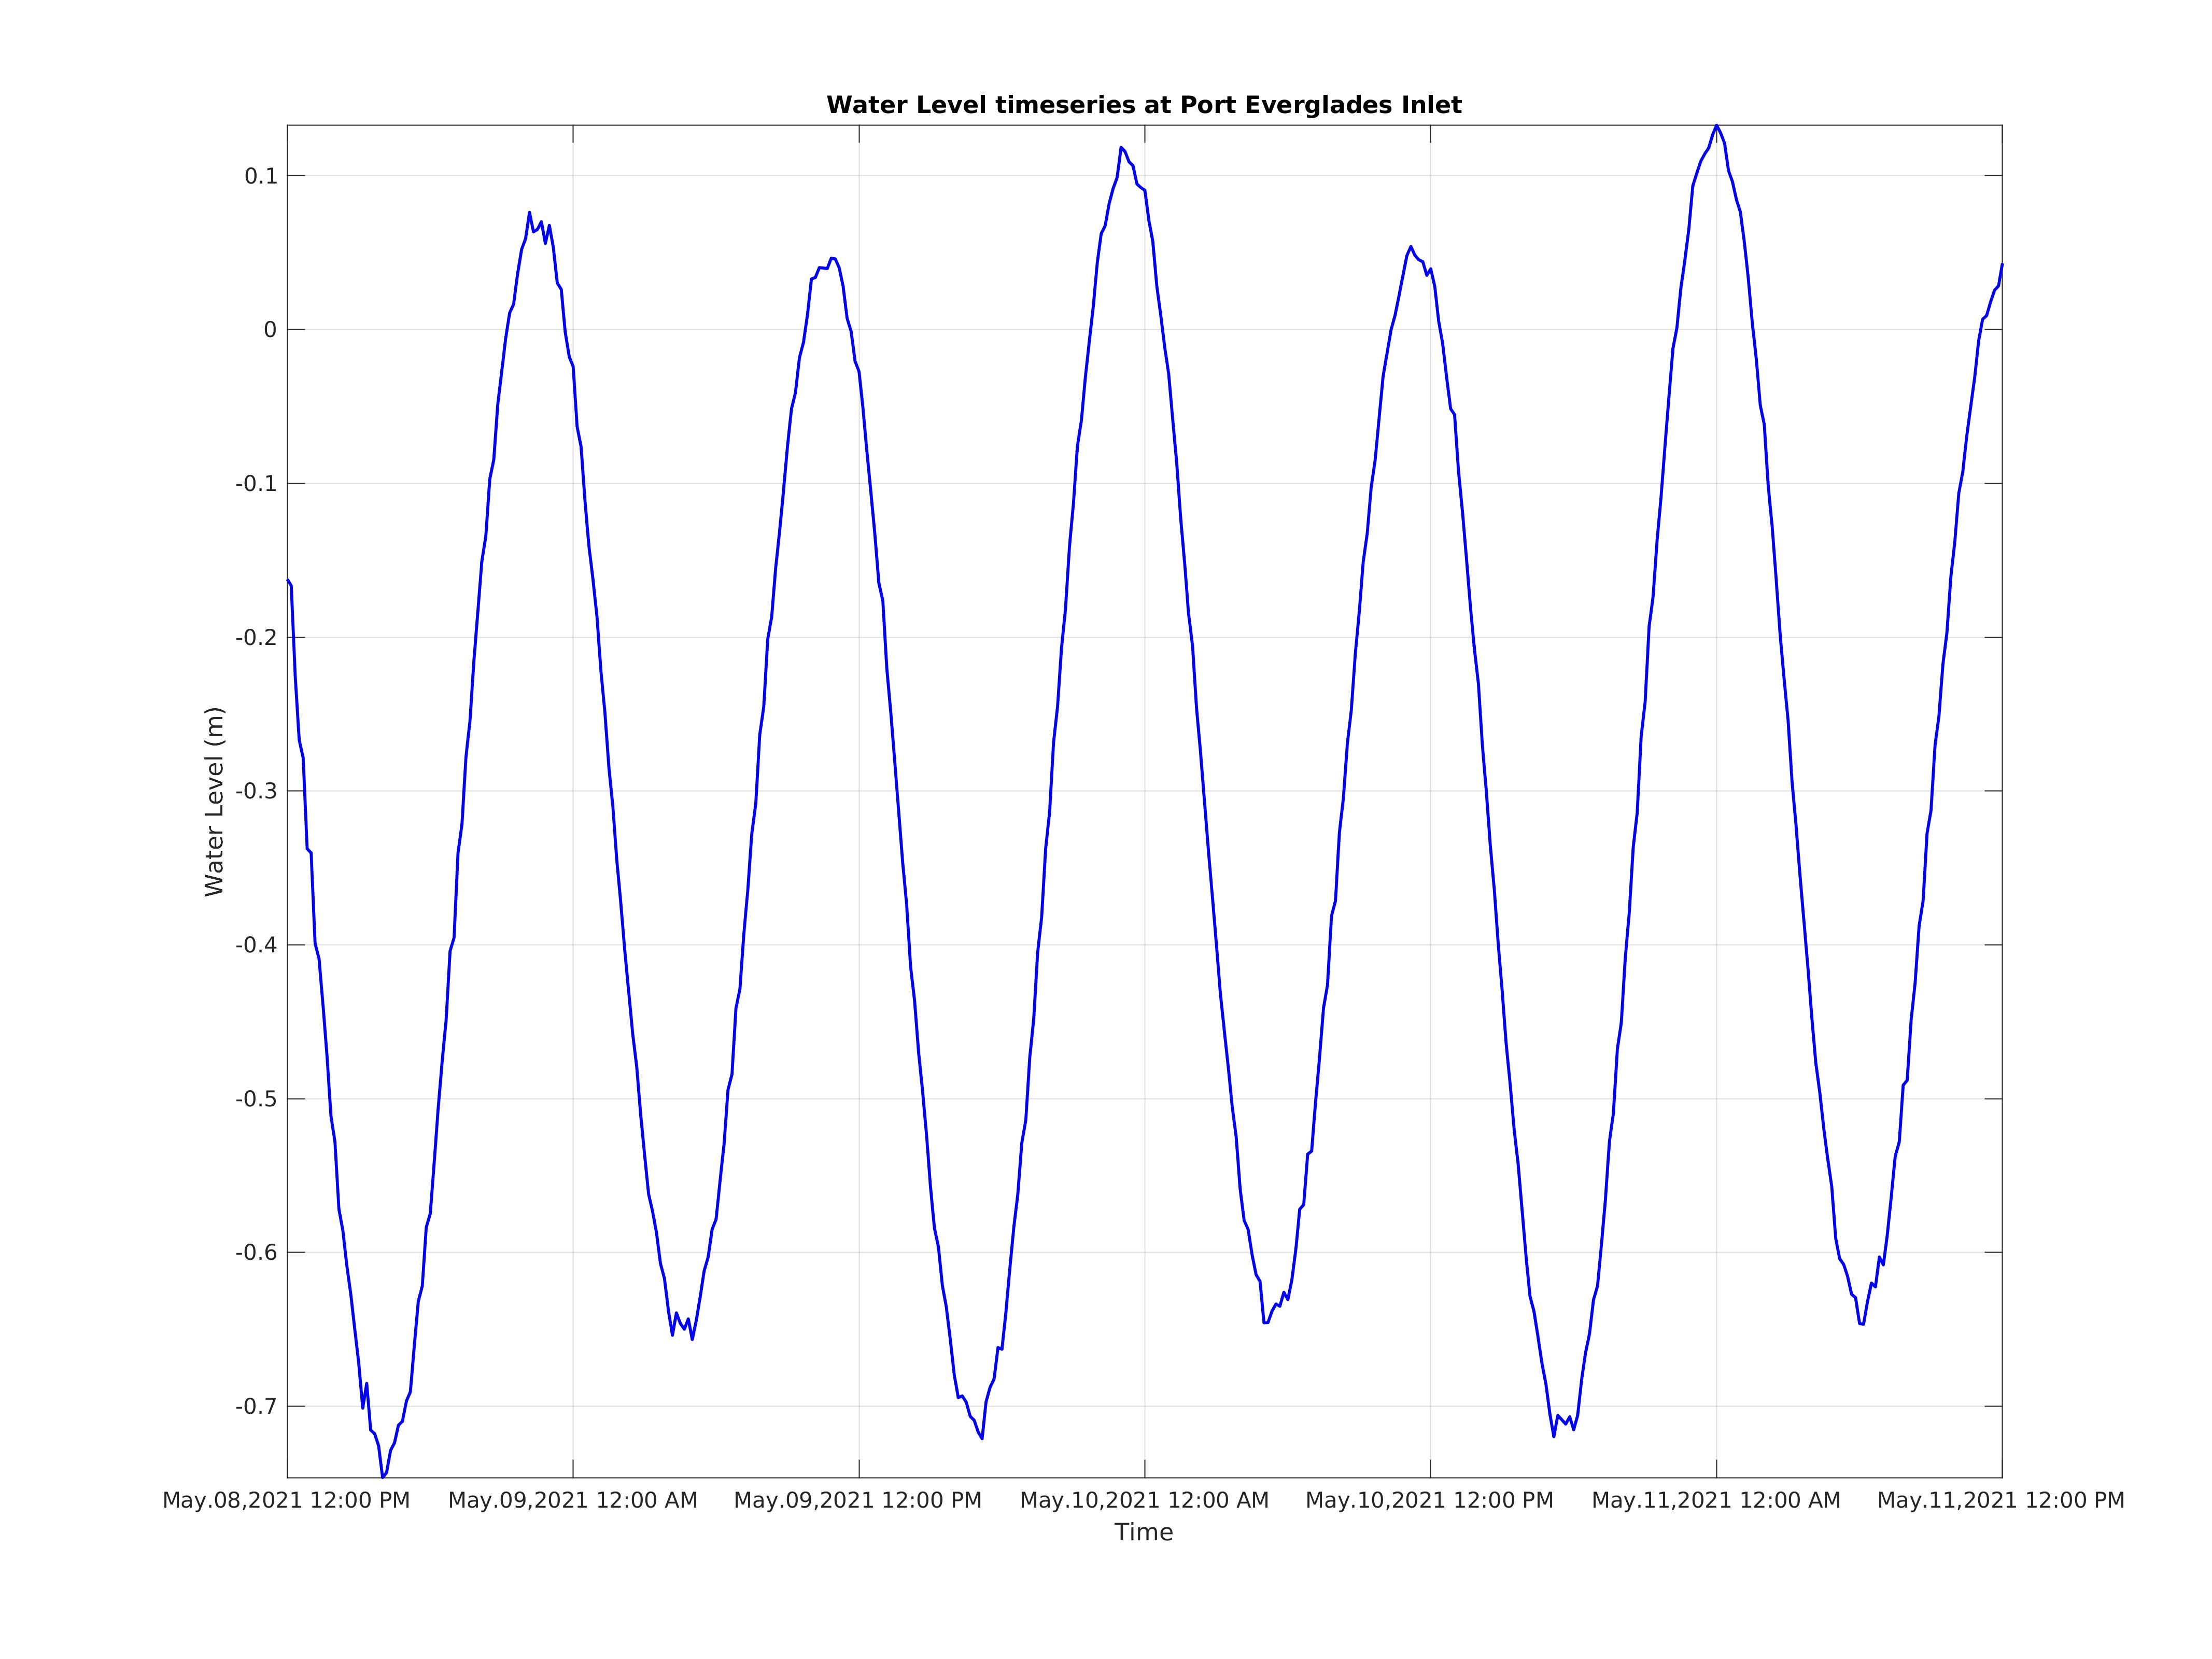 Water Level timeseries at Port Everglades Inlet
0.1
0
-0.1
-0.2
-0.3
-0.4
-0.5
-0.6
-0.7
Water Level (m)
May.08,2021 12:00 PM May.09,2021 12:00 AM May.09,2021 12:00 PM May.10,2021 12:00 AM May.10,2021 12:00 PM May.11,2021 12:00 AM May.11,2021 12:00 PM
Time